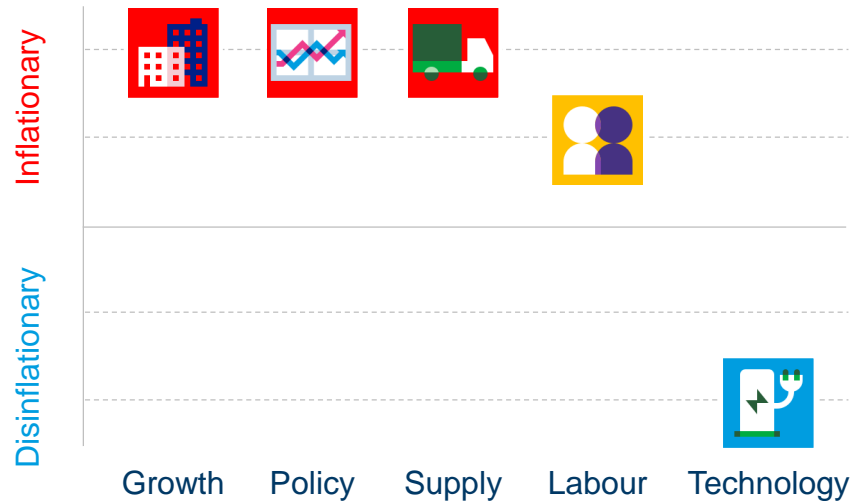 Inflationary
Disinflationary
Growth
Policy
Supply
Labour
Technology